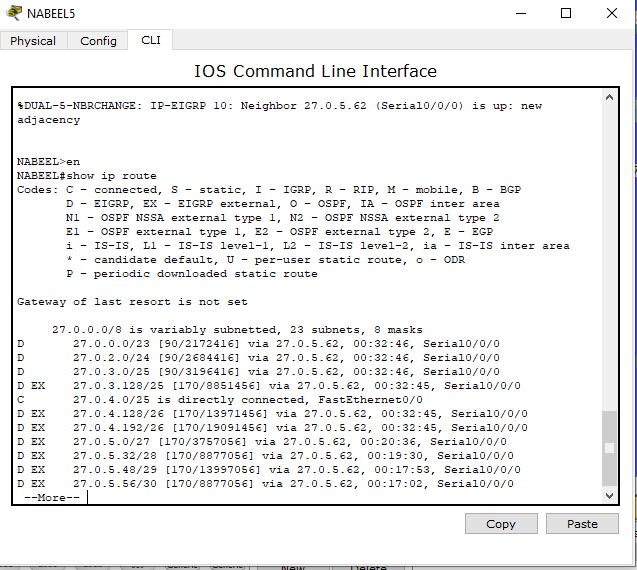 NABEEL5
Physical Config CLI
IOS Command Line Interface
%DUAL-5-NBRCHANGE: IP-EIGRP 10: Neighbor 27.0.5.62 (Serial0/0/0) is up: new
adjacency
NABEEL>en
NABEEL#show ip route
Codes: C - connected, S - static, I - IGRP, R - RIP, M - mobile, B - BGP
D - EIGRP, EX - EIGRP external, O - OSPF, IA - OSPF inter area
N1 - OSPF NSSA external type 1, N2 - OSPF NSSA external type 2
E1 - OSPF external type 1, E2 - OSPF external type 2, E - EGP
i - IS-IS, L1 - IS-IS level-1, L2 - IS-IS level-2, ia - IS-IS inter area
* - candidate default, U - per-user static route, o - ODR
P - periodic downloaded static route
Gateway of last resort is not set
27.0.0.0/8 is variably subnetted, 23 subnets, 8 masks
D 27.0.0.0/23 [90/2172416] via 27.0.5.62, 00:32:46, Serial0/0/0
D 27.0.2.0/24 [90/2684416] via 27.0.5.62, 00:32:46, Serial0/0/0
D 27.0.3.0/25 [90/3196416] via 27.0.5.62, 00:32:46, Serial0/0/0
D EX 27.0.3.128/25 [170/8851456] via 27.0.5.62, 00:32:45, Serial0/0/0
C 27.0.4.0/25 is directly connected, FastEthernet0/0
D EX 27.0.4.128/26 [170/13971456] via 27.0.5.62, 00:32:45, Serial0/0/0
D EX 27.0.4.192/26 [170/19091456] via 27.0.5.62, 00:32:45, Serial0/0/0
D EX 27.0.5.0/27 [170/3757056] via 27.0.5.62, 00:20:36, Serial0/0/0
D EX 27.0.5.32/28 [170/8877056] via 27.0.5.62, 00:19:30, Serial0/0/0
D EX 27.0.5.48/29 [170/13997056] via 27.0.5.62, 00:17:53, Serial0/0/0
D EX 27.0.5.56/30 [170/8877056] via 27.0.5.62, 00:17:02, Serial0/0/0
--More--
Copy Paste
New Delete